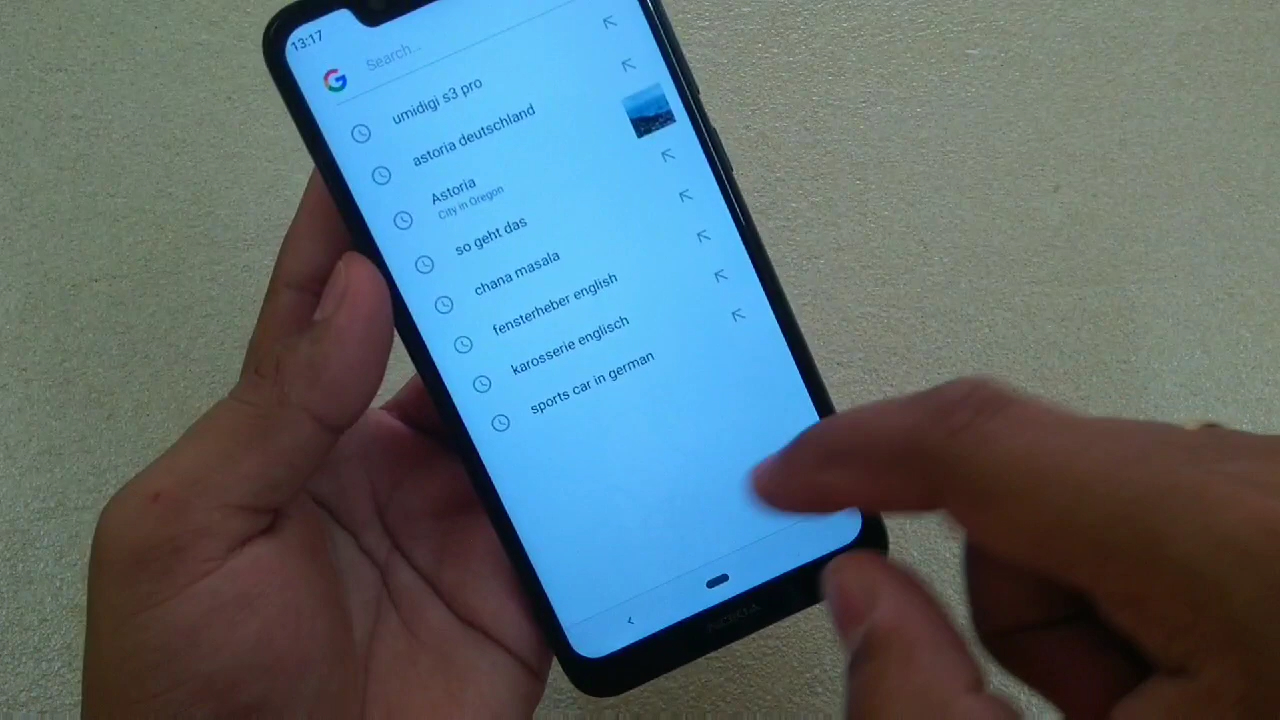 13:17
Search...
umidigi s3 pro
astoria deutschland
Astoria
City in Oregon
so geht das
chana masala
fensterheber english
karosserie englisch
sports car in german
NOKIA